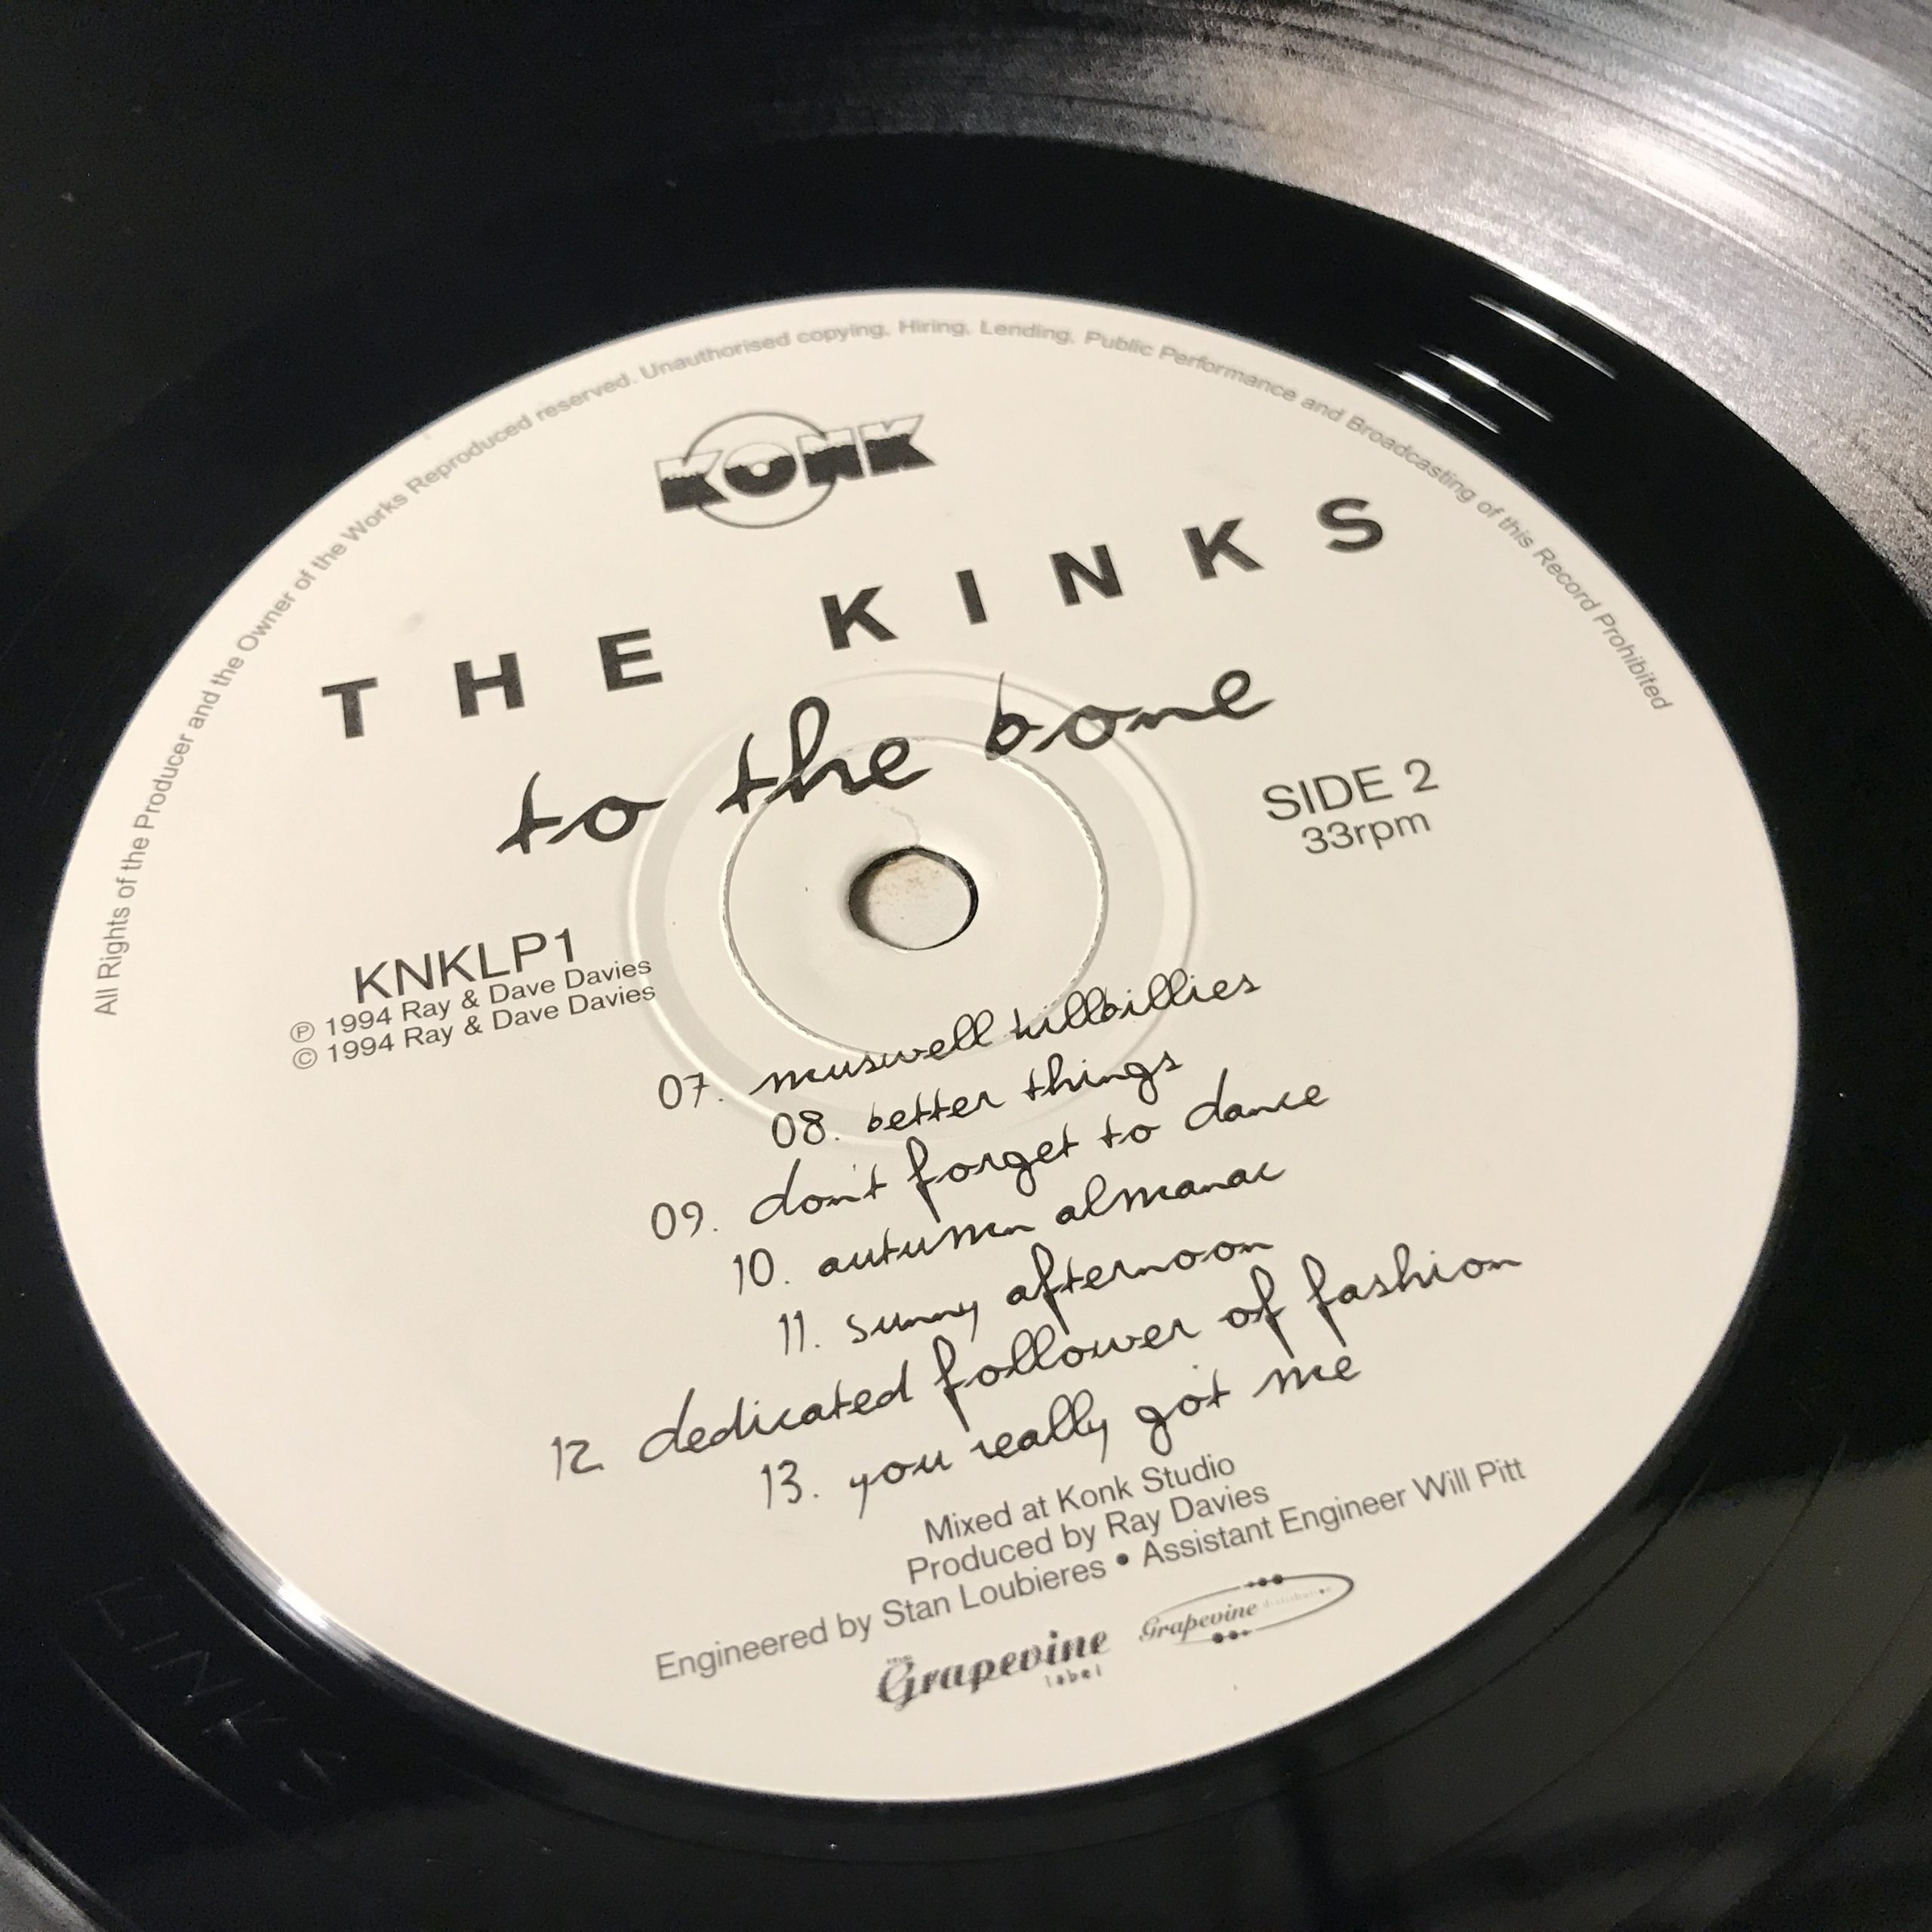 All Rights of the Producer and the Owner of the Works Reproduced reserved. Unauthorised copying, Hiring, Lending, Public Performance and Broadcasting of this Record Prohibited
KONK
THE KINKS
to the bone
SIDE 2
33rpm
KNKLP1
℗ 1994 Ray & Dave Davies
© 1994 Ray & Dave Davies
07. muswell hillbillies
08. better things
09. don't forget to dance
10. autumn almanac
11. sunny afternoon
12. dedicated follower of fashion
13. you really got me
Mixed at Konk Studio
Produced by Ray Davies
Engineered by Stan Loubieres • Assistant Engineer Will Pitt
the Grapevine label
Grapevine distribution